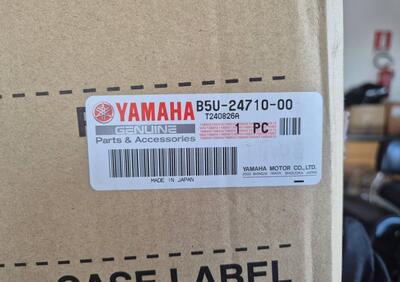 YAMAHA B5U-24710-00
T240826A
GENUINE 1 PC
Parts & Accessories
YAMAHA MOTOR CO., LTD.
MADE IN JAPAN
CASE LABEL